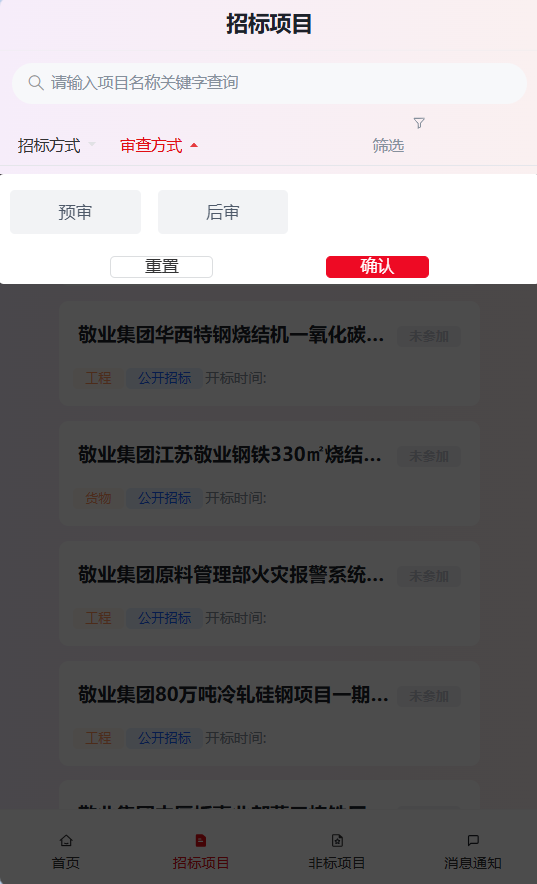 招标项目
请输入项目名称关键字查询
招标方式 审查方式 筛选
预审 后审
重置 确认
敬业集团华西特钢烧结机一氧化碳... 未参加
工程 公开招标 开标时间:
敬业集团江苏敬业钢铁330㎡烧结... 未参加
货物 公开招标 开标时间:
敬业集团原料管理部火灾报警系统... 未参加
工程 公开招标 开标时间:
敬业集团80万吨冷轧硅钢项目一期... 未参加
工程 公开招标 开标时间:
首页 招标项目 非标项目 消息通知